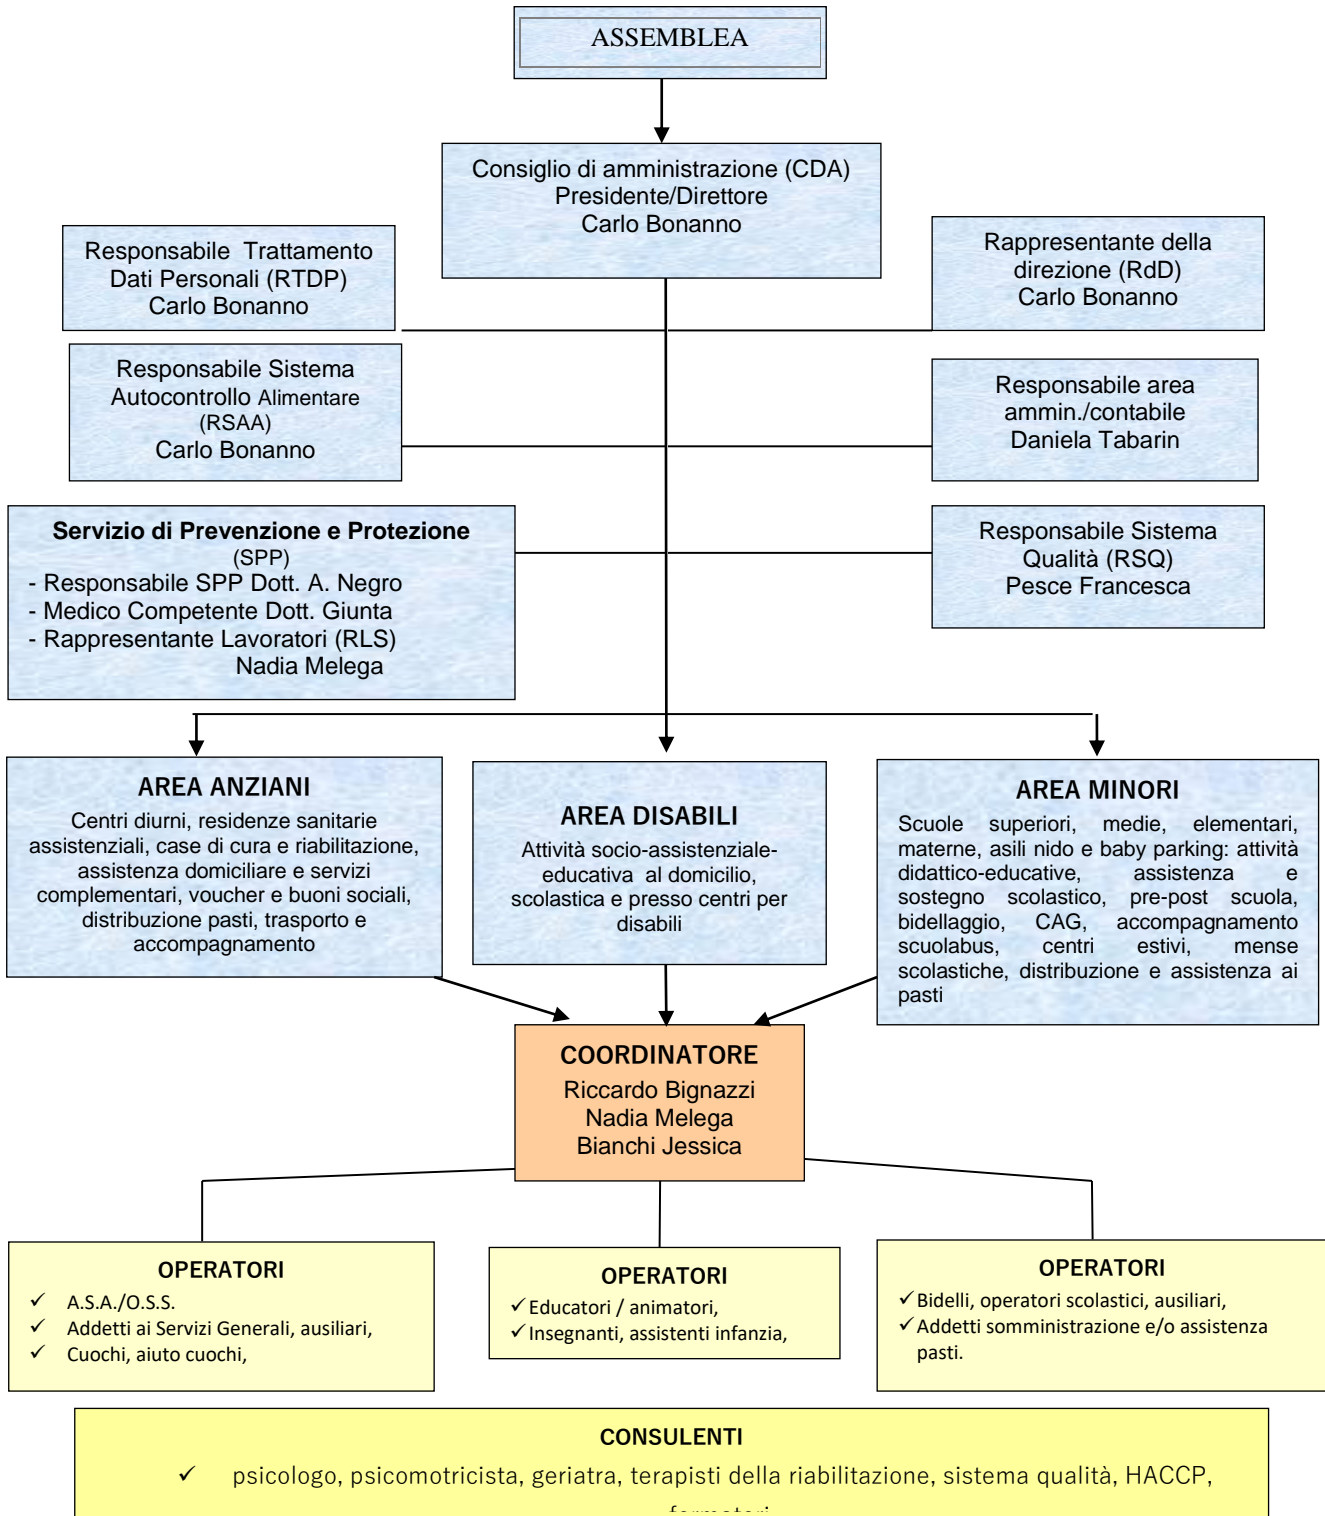 ASSEMBLEA
Consiglio di amministrazione (CDA)
Presidente/Direttore
Carlo Bonanno
Responsabile Trattamento
Dati Personali (RTDP)
Carlo Bonanno
Rappresentante della
direzione (RdD)
Carlo Bonanno
Responsabile Sistema
Autocontrollo Alimentare
(RSAA)
Carlo Bonanno
Responsabile area
ammin./contabile
Daniela Tabarin
Servizio di Prevenzione e Protezione
(SPP)
- Responsabile SPP Dott. A. Negro
- Medico Competente Dott. Giunta
- Rappresentante Lavoratori (RLS)
Nadia Melega
Responsabile Sistema
Qualità (RSQ)
Pesce Francesca
AREA ANZIANI
Centri diurni, residenze sanitarie
assistenziali, case di cura e riabilitazione,
assistenza domiciliare e servizi
complementari, voucher e buoni sociali,
distribuzione pasti, trasporto e
accompagnamento
AREA DISABILI
Attività socio-assistenziale-
educativa al domicilio,
scolastica e presso centri per
disabili
AREA MINORI
Scuole superiori, medie, elementari,
materne, asili nido e baby parking: attività
didattico-educative, assistenza e
sostegno scolastico, pre-post scuola,
bidellaggio, CAG, accompagnamento
scuolabus, centri estivi, mense
scolastiche, distribuzione e assistenza ai
pasti
COORDINATORE
Riccardo Bignazzi
Nadia Melega
Bianchi Jessica
OPERATORI
✓ A.S.A./O.S.S.
✓ Addetti ai Servizi Generali, ausiliari,
✓ Cuochi, aiuto cuochi,
OPERATORI
✓ Educatori / animatori,
✓ Insegnanti, assistenti infanzia,
OPERATORI
✓ Bidelli, operatori scolastici, ausiliari,
✓ Addetti somministrazione e/o assistenza
pasti.
CONSULENTI
✓ psicologo, psicomotricista, geriatra, terapisti della riabilitazione, sistema qualità, HACCP,